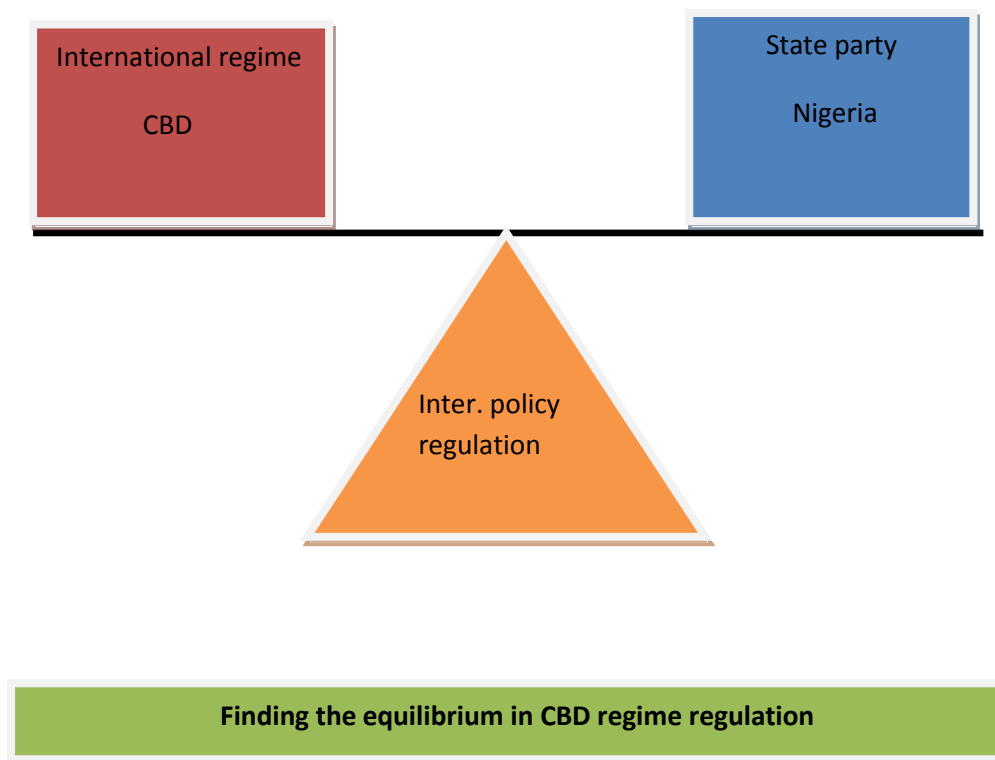 International regime
CBD
State party
Nigeria
Inter. policy
regulation
Finding the equilibrium in CBD regime regulation